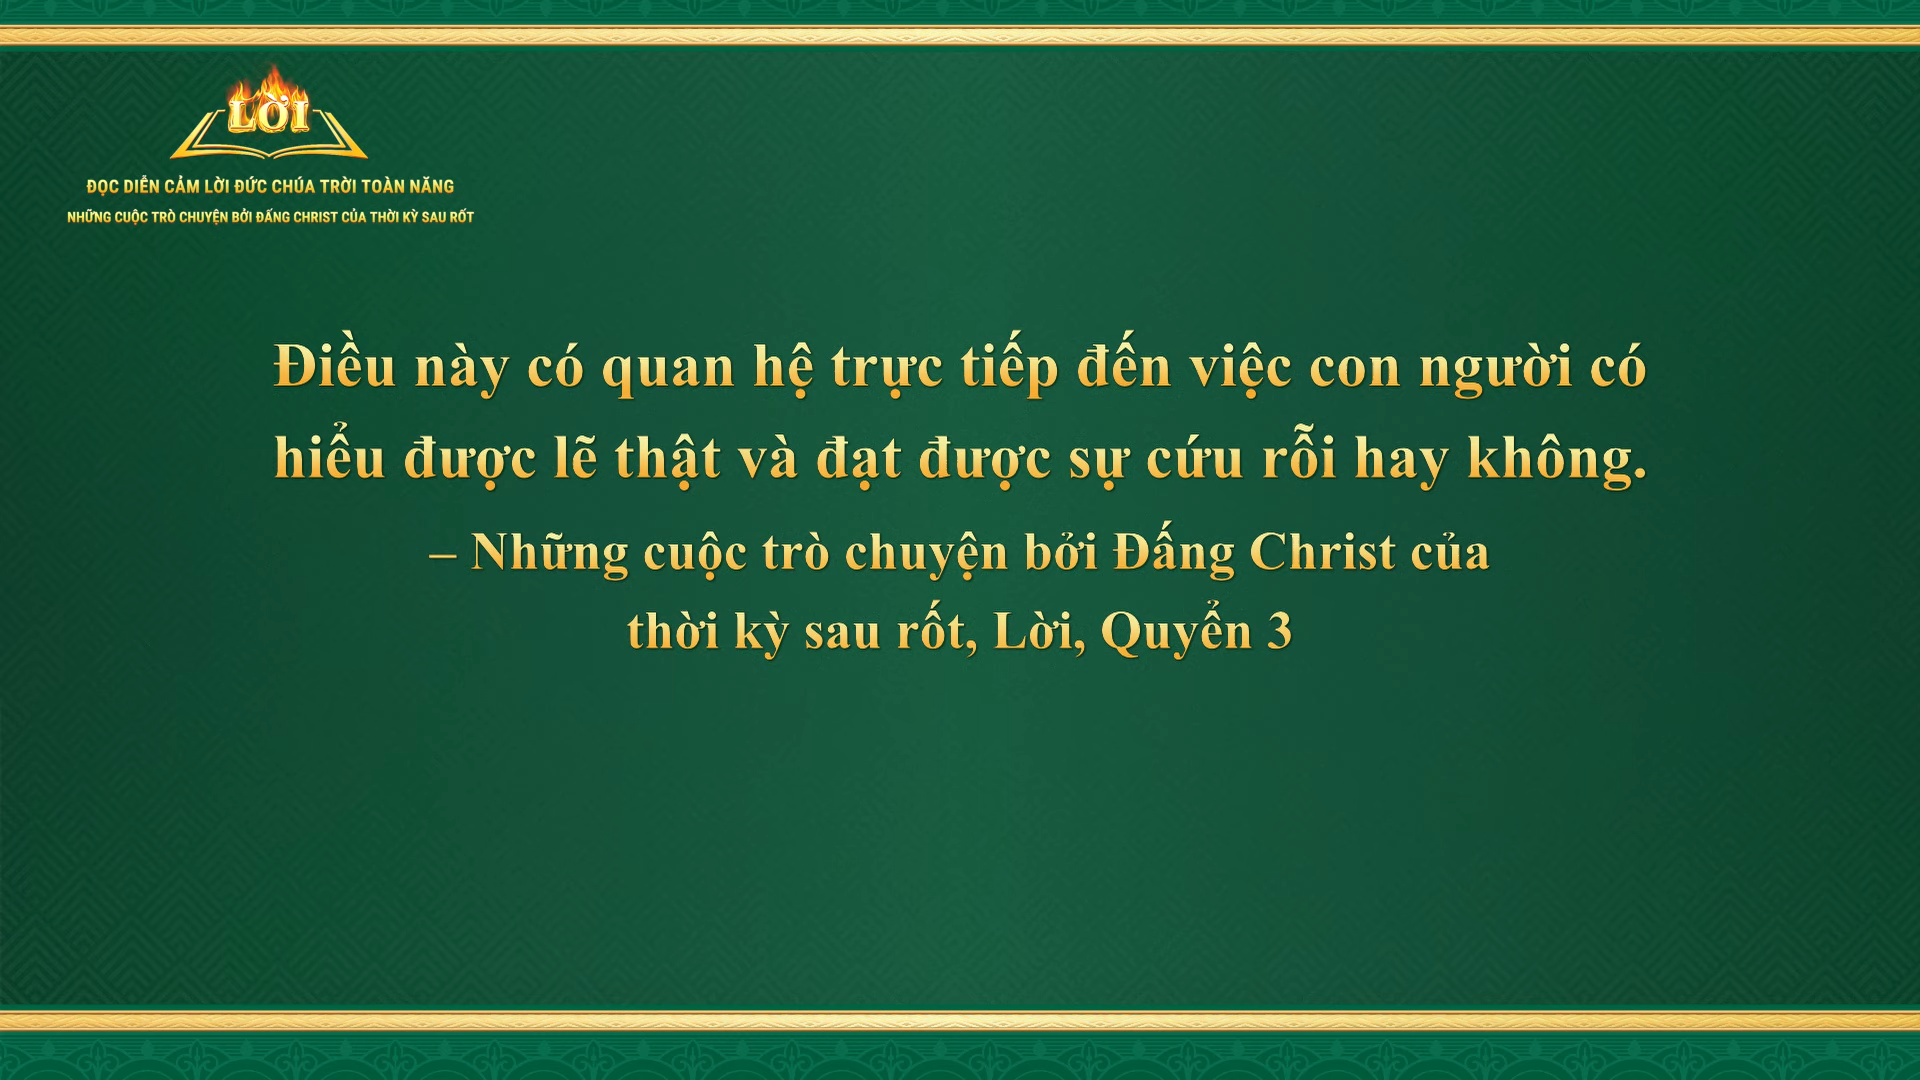 LỜI
ĐỌC DIỄN CẢM LỜI ĐỨC CHÚA TRỜI TOÀN NĂNG
NHỮNG CUỘC TRÒ CHUYỆN BỞI ĐẤNG CHRIST CỦA THỜI KỲ SAU RỐT
Điều này có quan hệ trực tiếp đến việc con người có
hiểu được lẽ thật và đạt được sự cứu rỗi hay không.
– Những cuộc trò chuyện bởi Đấng Christ của
thời kỳ sau rốt, Lời, Quyển 3